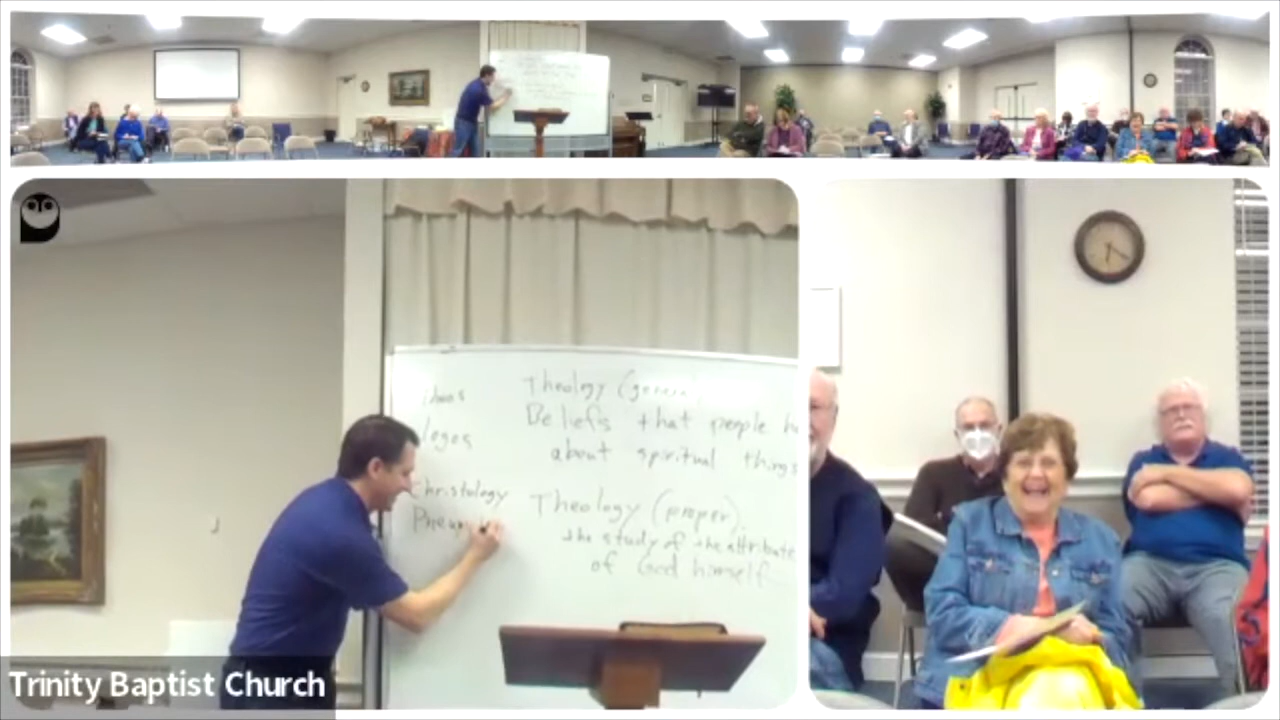 logos
Christology
Theology
Beliefs that people
about spiritual things
Theology (proper)
the study of the attribute
of God himself
Trinity Baptist Church